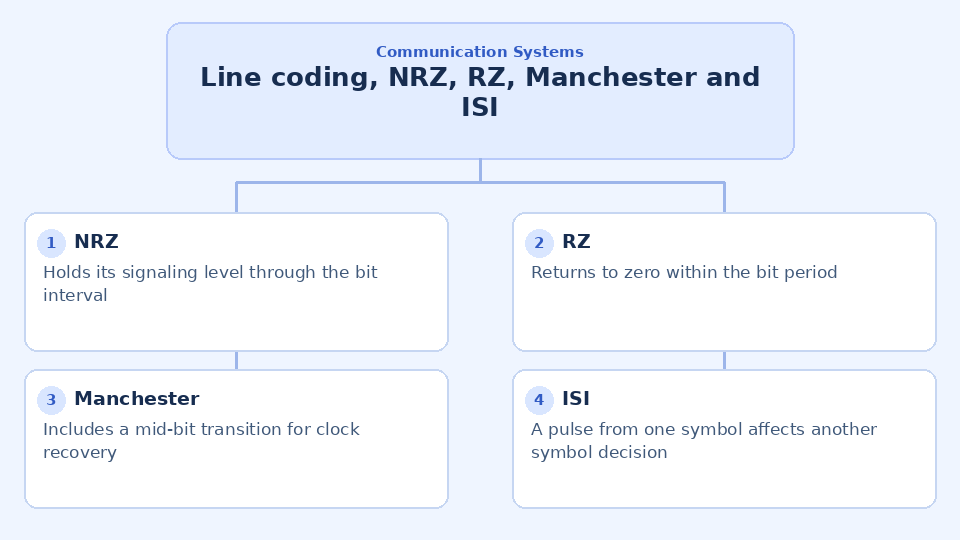 Communication Systems
Line coding, NRZ, RZ, Manchester and
ISI
1 NRZ
Holds its signaling level through the bit
interval
2 RZ
Returns to zero within the bit period
3 Manchester
Includes a mid-bit transition for clock
recovery
4 ISI
A pulse from one symbol affects another
symbol decision